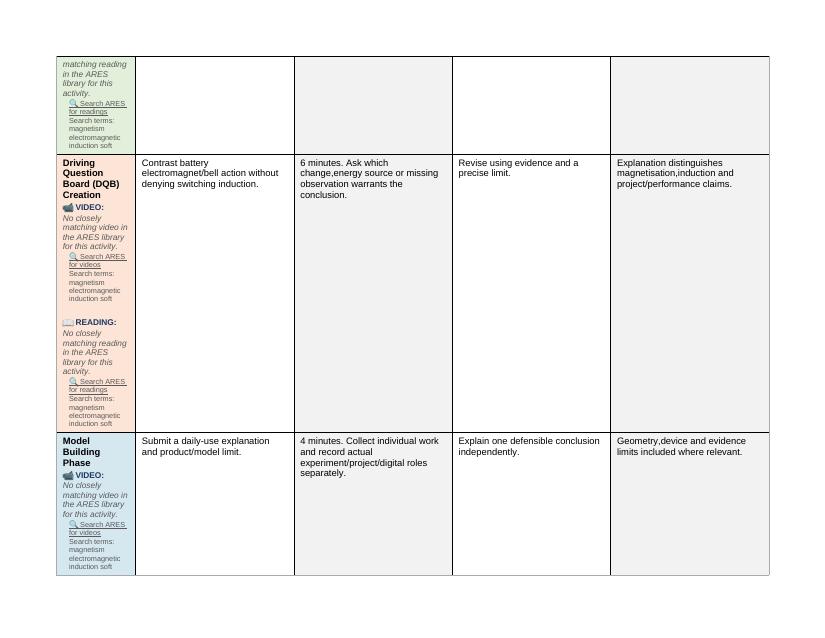 matching reading
in the ARES
library for this
activity.
🔍 Search ARES
for readings
Search terms:
magnetism
electromagnetic
induction soft
Driving
Question
Board (DQB)
Creation
📹 VIDEO:
No closely
matching video in
the ARES library
for this activity.
🔍 Search ARES
for videos
Search terms:
magnetism
electromagnetic
induction soft
📖 READING:
No closely
matching reading
in the ARES
library for this
activity.
🔍 Search ARES
for readings
Search terms:
magnetism
electromagnetic
induction soft
Contrast battery
electromagnet/bell action without
denying switching induction.
6 minutes. Ask which
change,energy source or missing
observation warrants the
conclusion.
Revise using evidence and a
precise limit.
Explanation distinguishes
magnetisation,induction and
project/performance claims.
Model
Building
Phase
📹 VIDEO:
No closely
matching video in
the ARES library
for this activity.
🔍 Search ARES
for videos
Search terms:
magnetism
electromagnetic
induction soft
Submit a daily-use explanation
and product/model limit.
4 minutes. Collect individual work
and record actual
experiment/project/digital roles
separately.
Explain one defensible conclusion
independently.
Geometry,device and evidence
limits included where relevant.